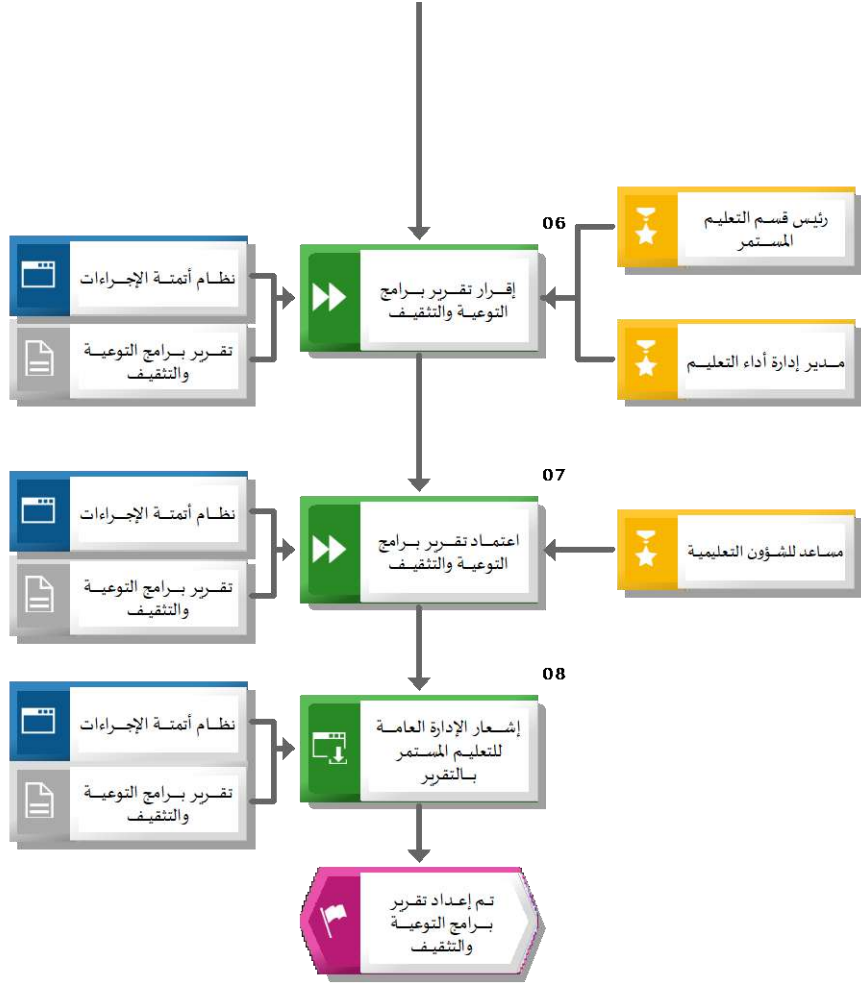 06
رئيس قسم التعليم
المستمر
مدير إدارة أداء التعليم
إقرار تقرير برامج
التوعية والتثقيف
نظام أتمتة الإجراءات
تقرير برامج التوعية
والتثقيف
07
مساعد للشؤون التعليمية
اعتماد تقرير برامج
التوعية والتثقيف
نظام أتمتة الإجراءات
تقرير برامج التوعية
والتثقيف
08
إشعار الإدارة العامة
للتعليم المستمر
بالتقرير
نظام أتمتة الإجراءات
تقرير برامج التوعية
والتثقيف
تم إعداد تقرير
برامج التوعية
والتثقيف